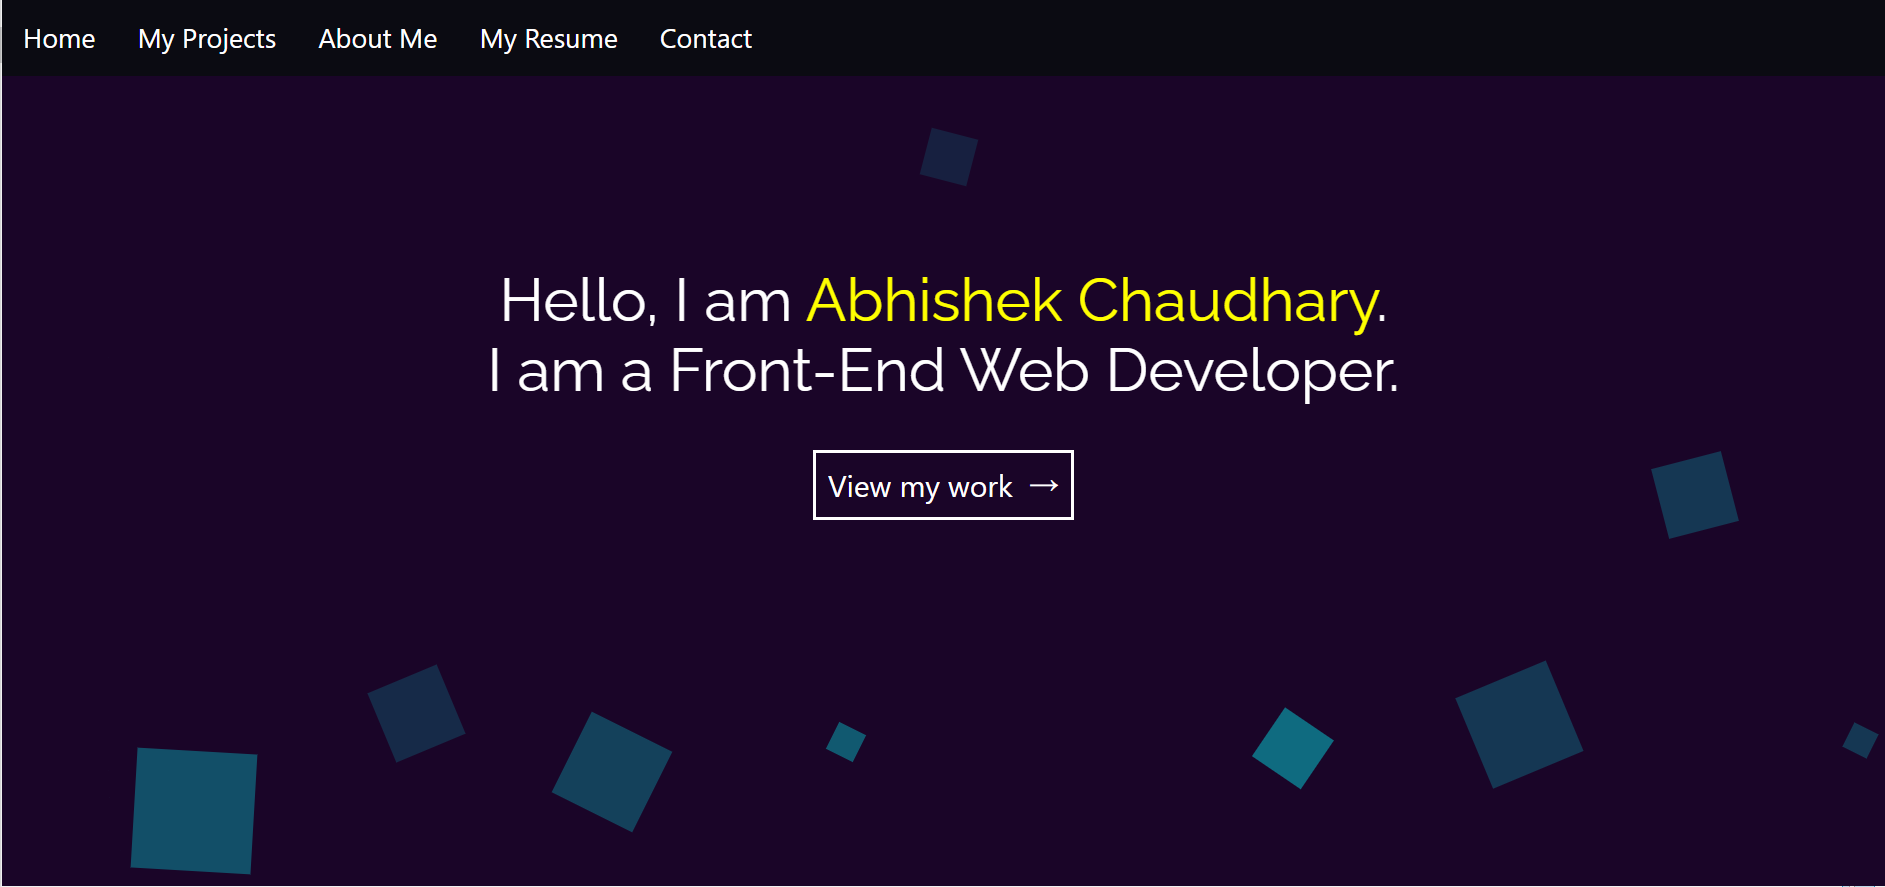 Home My Projects About Me My Resume Contact
Hello, I am Abhishek Chaudhary.
I am a Front-End Web Developer.
View my work →